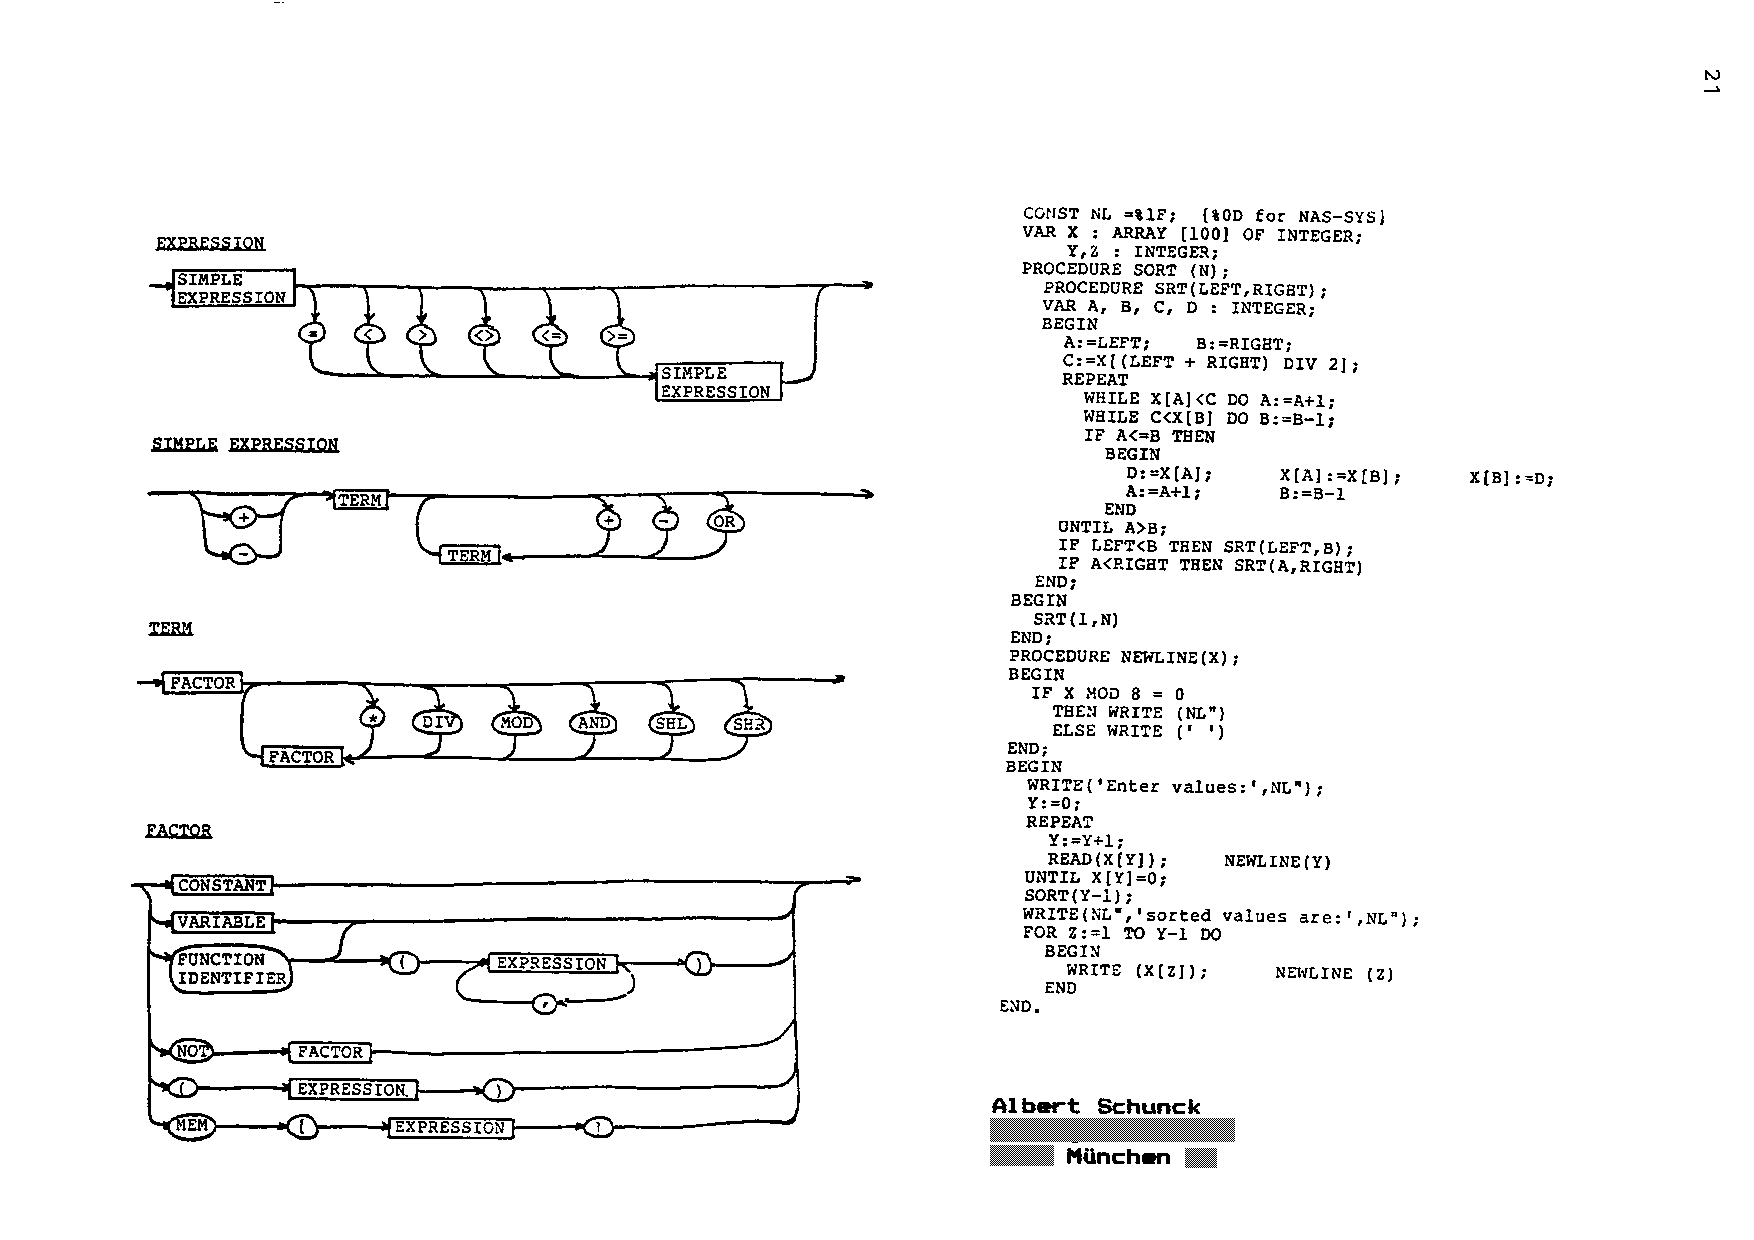 21
EXPRESSION
SIMPLE
EXPRESSION
= < > <> <= >=
SIMPLE
EXPRESSION
SIMPLE EXPRESSION
TERM
+
-
+ - OR
TERM
TERM
FACTOR
* DIV MOD AND SHL SHR
FACTOR
FACTOR
CONSTANT
VARIABLE
FUNCTION
IDENTIFIER
( EXPRESSION )
,
NOT FACTOR
( EXPRESSION )
MEM [ EXPRESSION ]
CONST NL =%1F; {%0D for NAS-SYS}
VAR X : ARRAY [100] OF INTEGER;
Y,Z : INTEGER;
PROCEDURE SORT (N);
PROCEDURE SRT(LEFT,RIGHT);
VAR A, B, C, D : INTEGER;
BEGIN
A:=LEFT; B:=RIGHT;
C:=X[(LEFT + RIGHT) DIV 2];
REPEAT
WHILE X[A]<C DO A:=A+1;
WHILE C<X[B] DO B:=B-1;
IF A<=B THEN
BEGIN
D:=X[A]; X[A]:=X[B]; X[B]:=D;
A:=A+1; B:=B-1
END
UNTIL A>B;
IF LEFT<B THEN SRT(LEFT,B);
IF A<RIGHT THEN SRT(A,RIGHT)
END;
BEGIN
SRT(1,N)
END;
PROCEDURE NEWLINE(X);
BEGIN
IF X MOD 8 = 0
THEN WRITE (NL")
ELSE WRITE (' ')
END;
BEGIN
WRITE('Enter values:',NL");
Y:=0;
REPEAT
Y:=Y+1;
READ(X[Y]); NEWLINE(Y)
UNTIL X[Y]=0;
SORT(Y-1);
WRITE(NL",'sorted values are:',NL");
FOR Z:=1 TO Y-1 DO
BEGIN
WRITE (X[Z]); NEWLINE (Z)
END
END.
Albert Schunck
München